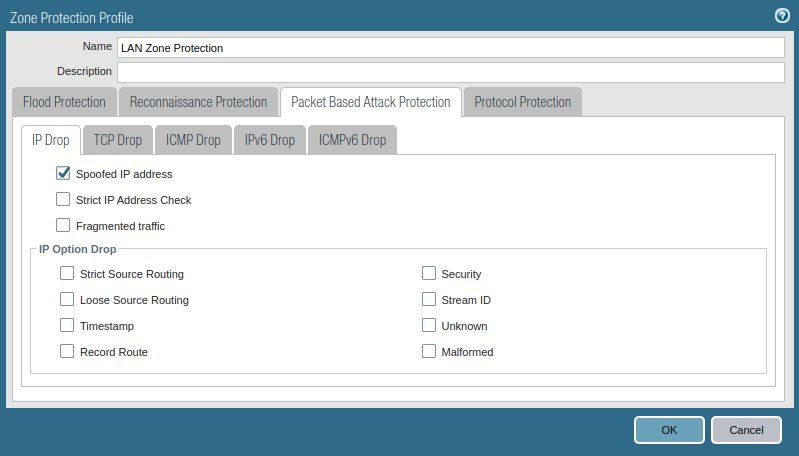 Zone Protection Profile
Name LAN Zone Protection
Description
Flood Protection Reconnaissance Protection Packet Based Attack Protection Protocol Protection
IP Drop TCP Drop ICMP Drop IPv6 Drop ICMPv6 Drop
Spoofed IP address
Strict IP Address Check
Fragmented traffic
IP Option Drop
Strict Source Routing Security
Loose Source Routing Stream ID
Timestamp Unknown
Record Route Malformed
OK Cancel